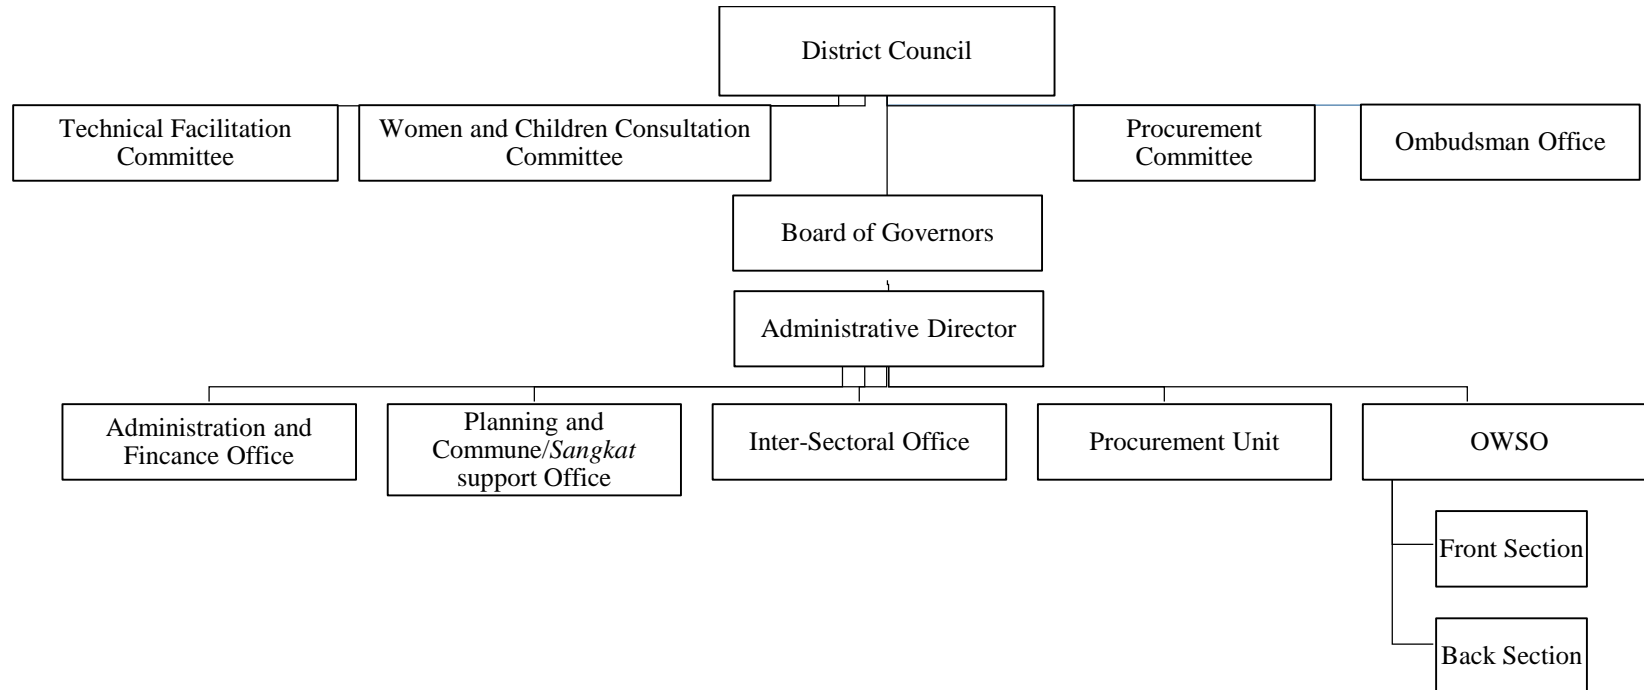 District Council
Technical Facilitation
Committee
Women and Children Consultation
Committee
Procurement
Committee
Ombudsman Office
Board of Governors
Administrative Director
Administration and
Fincance Office
Planning and
Commune/Sangkat
support Office
Inter-Sectoral Office
Procurement Unit
OWSO
Front Section
Back Section